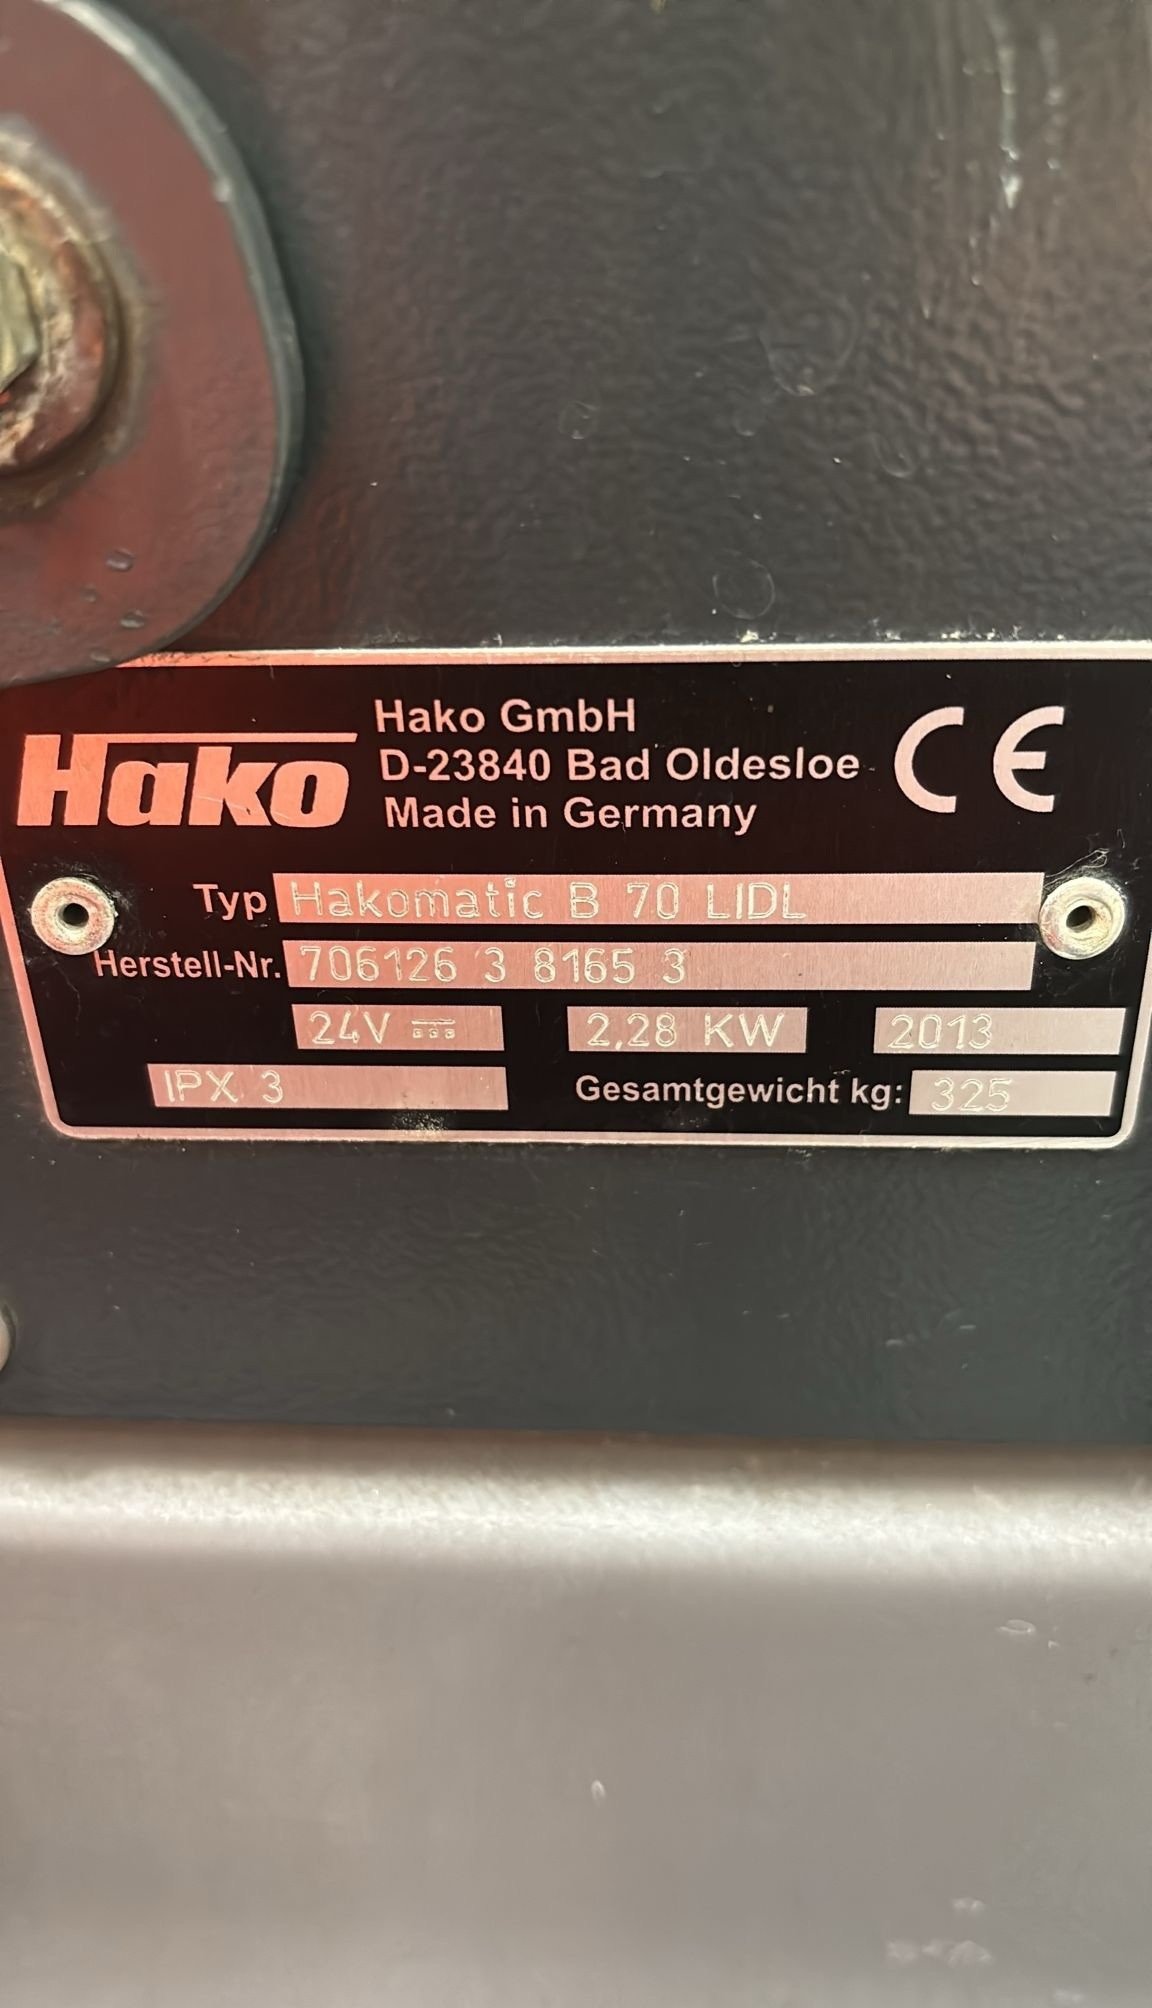 Hako
Hako GmbH
D-23840 Bad Oldesloe
Made in Germany
CE
Typ Hakomatic B 70 LIDL
Herstell-Nr. 706126 3 8165 3
24V 2,28 KW 2013
IPX 3 Gesamtgewicht kg: 325